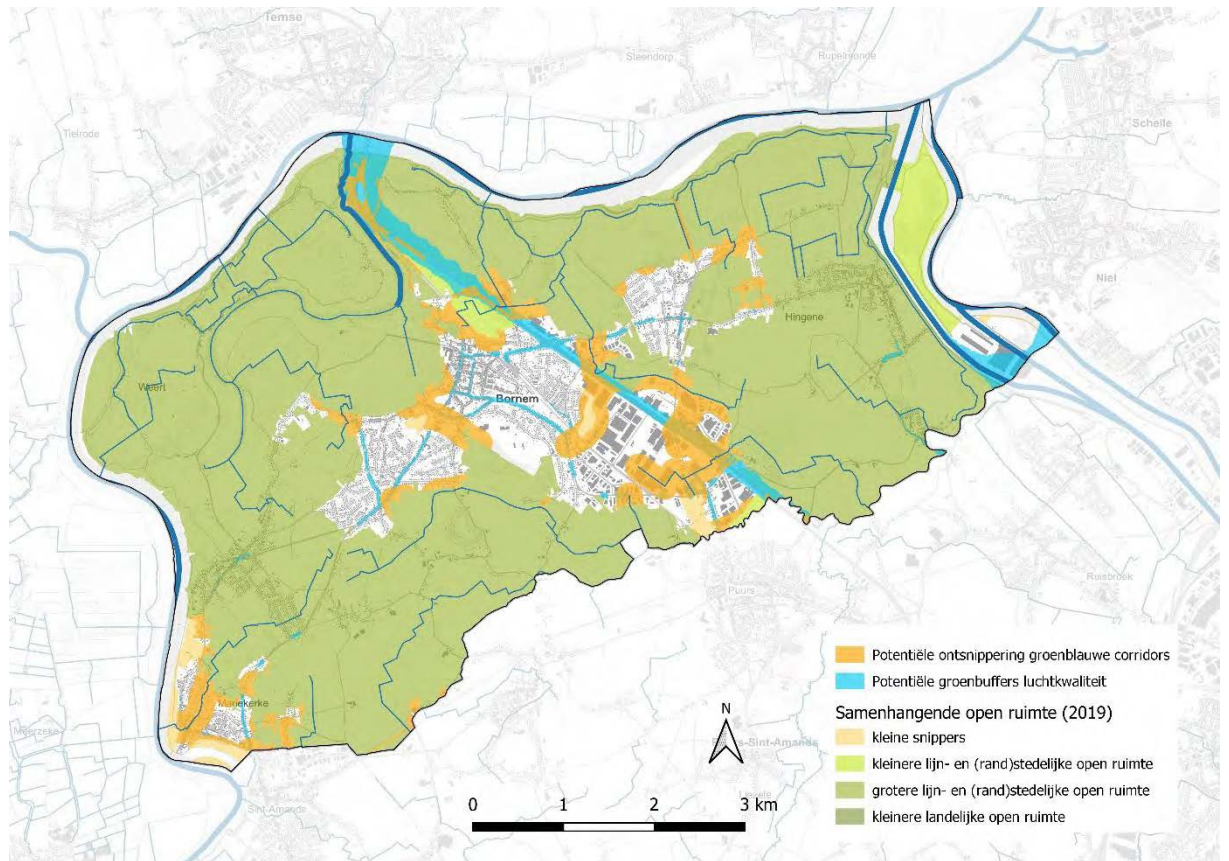 Temse
Steendorp
Rupelmonde
Tielrode
Schelle
Niel
Hingene
Weert
Bornem
Ruisbroek
Puurs
Mariekerke
Sint-Amands
N
0 1 2 3 km
Potentiële ontsnippering groenblauwe corridors
Potentiële groenbuffers luchtkwaliteit
Samenhangende open ruimte (2019)
kleine snippers
kleinere lijn- en (rand)stedelijke open ruimte
grotere lijn- en (rand)stedelijke open ruimte
kleinere landelijke open ruimte